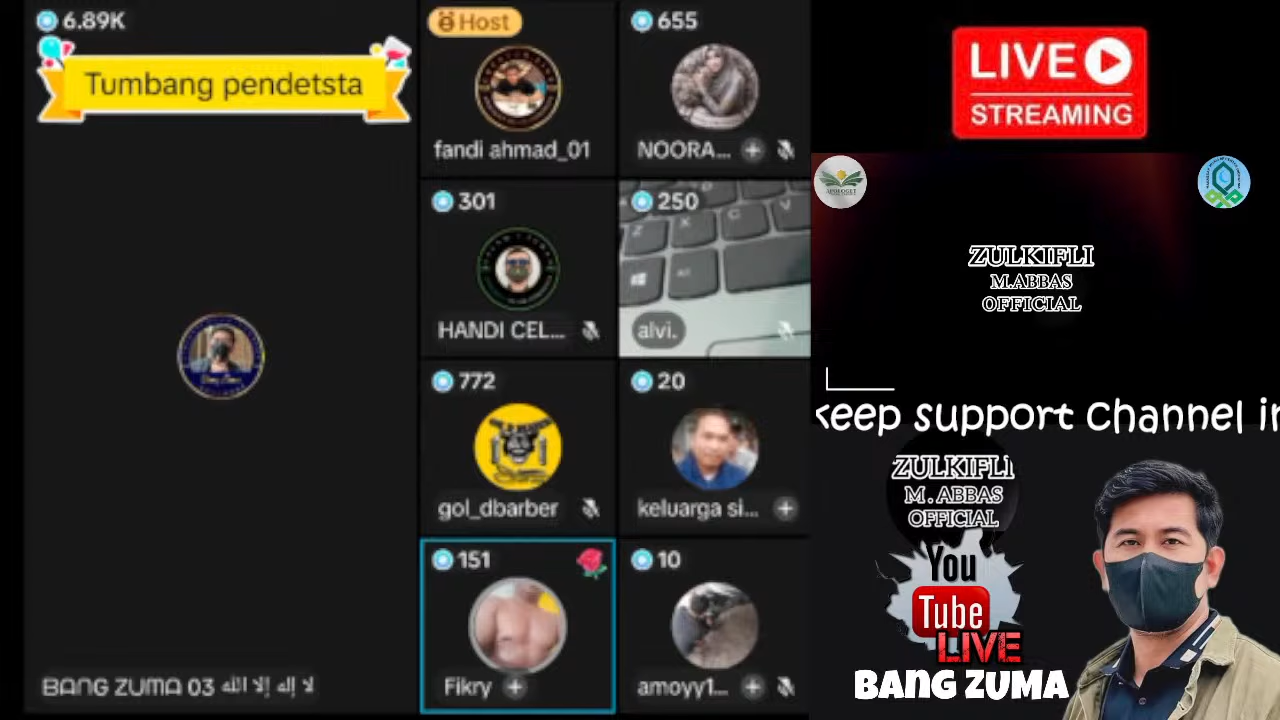 6.89K
Tumbang pendetsta
BANG ZUMA 03 لا إله إلا الله
Host
fandi ahmad_01
655
NOORA...
301
HANDI CEL...
250
Z X C V
Alt
alvi.
772
gol_dbarber
20
keluarga si...
151
Fikry
10
amoyy1...
LIVE
STREAMING
APOLOGET
ZULKIFLI
M.ABBAS
OFFICIAL
keep support channel in
ZULKIFLI
M.ABBAS
OFFICIAL
You
Tube
LIVE
BANG ZUMA